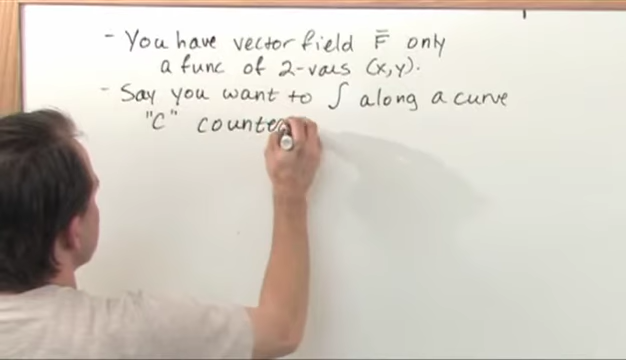 - You have vector field F̄ only
a func of 2-vars (x,y).
- Say you want to ∫ along a curve
"C" counte